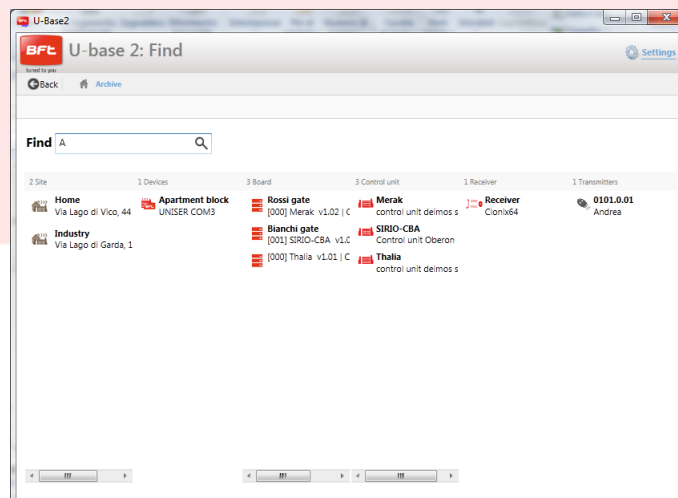 U-Base2
BFT
U-base 2: Find
Settings
tuned to you
Back
Archive
Find A
2 Site
1 Devices
3 Board
3 Control unit
1 Receiver
1 Transmitters
Home
Via Lago di Vico, 44
Industry
Via Lago di Garda, 1
Apartment block
UNISER COM3
Rossi gate
[000] Merak v1.02 | C
Bianchi gate
[001] SIRIO-CBA v1.C
[000] Thalia v1.01 | C
Merak
control unit deimos s
SIRIO-CBA
Control unit Oberon
Thalia
control unit deimos s
Receiver
Clonix64
0101.0.01
Andrea